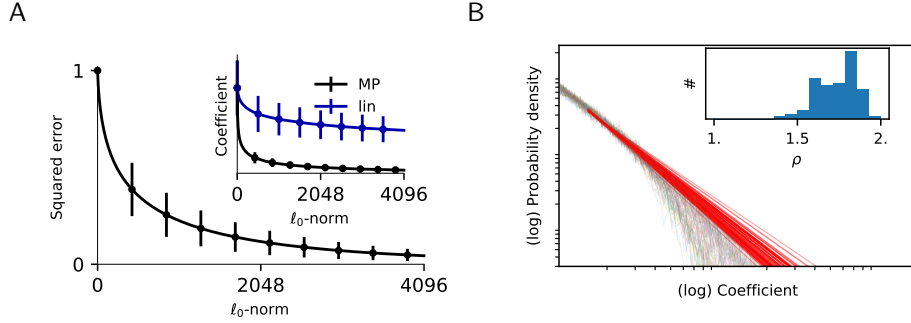 A
B
1
0
Squared error
0
2048
4096
ℓ₀-norm
Coefficient
MP
lin
0
2048
4096
ℓ₀-norm
(log) Probability density
(log) Coefficient
#
1.
1.5
2.
ρ